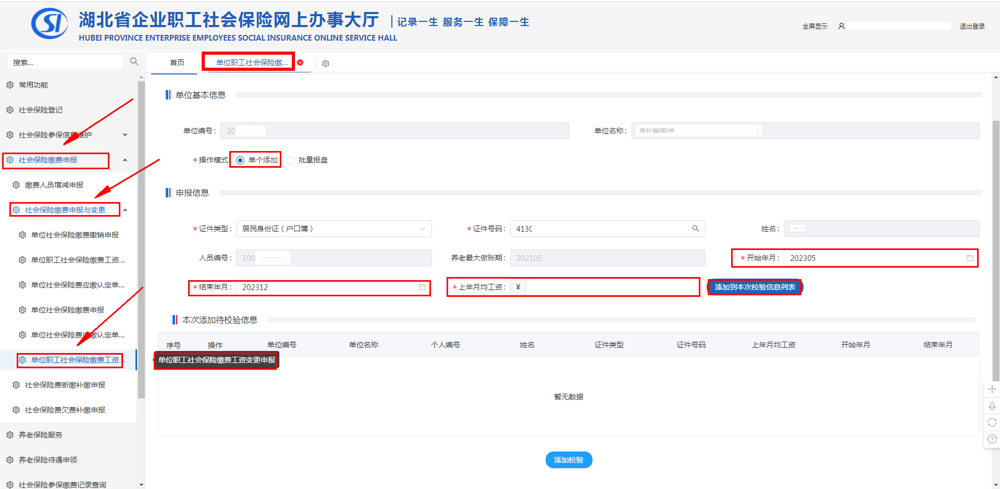 湖北省企业职工社会保险网上办事大厅
记录一生 服务一生 保障一生
HUBEI PROVINCE ENTERPRISE EMPLOYEES SOCIAL INSURANCE ONLINE SERVICE HALL
全屏显示
退出登录
搜索...
首页
单位职工社会保险缴...
常用功能
社会保险登记
社会保险参保信息维护
社会保险缴费申报
缴费人员增减申报
社会保险缴费申报与变更
单位社会保险缴费撤销申报
单位职工社会保险缴费工资...
单位社会保险费应缴认定单...
单位社会保险缴费申报
单位社会保险费应缴认定单...
单位职工社会保险缴费工资...
社会保险费断缴补缴申报
社会保险费欠费补缴申报
养老保险服务
养老保险待遇申领
社会保险参保缴费记录查询
单位基本信息
单位编号： 20
单位名称： 湖北省医疗
* 操作模式 单个添加 批量报盘
申报信息
* 证件类型： 居民身份证（户口簿）
* 证件号码： 4130
姓名：
人员编号： 100
养老最大做账期： 202105
* 开始年月： 202305
* 结束年月： 202312
* 上年月均工资： ¥
添加到本次校验信息列表
本次添加待校验信息
序号 操作 单位编号 单位名称 个人编号 姓名 证件类型 证件号码 上年月均工资 开始年月 结束年月
单位职工社会保险缴费工资变更申报
暂无数据
添加校验